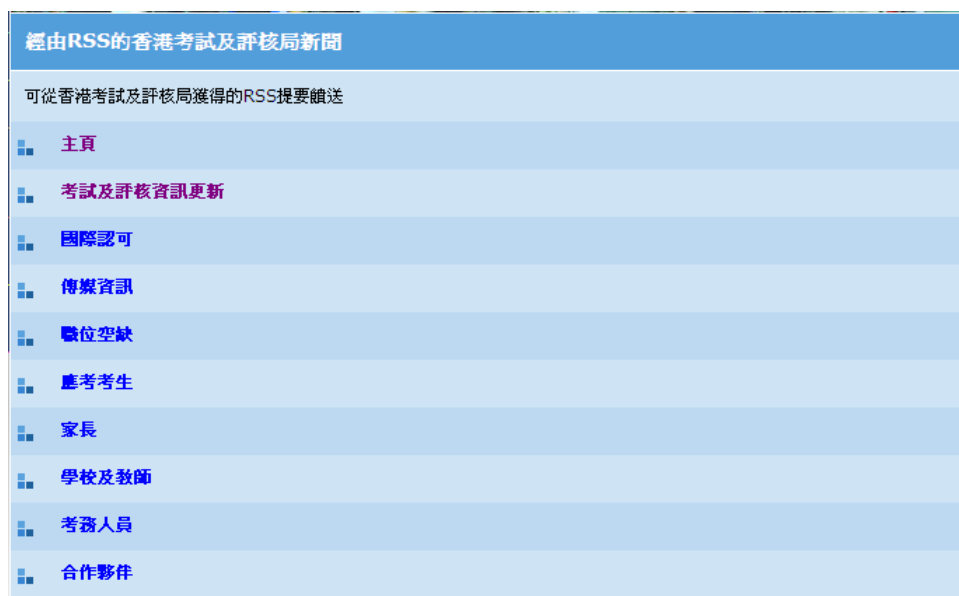 經由RSS的香港考試及評核局新聞
可從香港考試及評核局獲得的RSS提要饋送
主頁
考試及評核資訊更新
國際認可
傳媒資訊
職位空缺
應考考生
家長
學校及教師
考務人員
合作夥伴